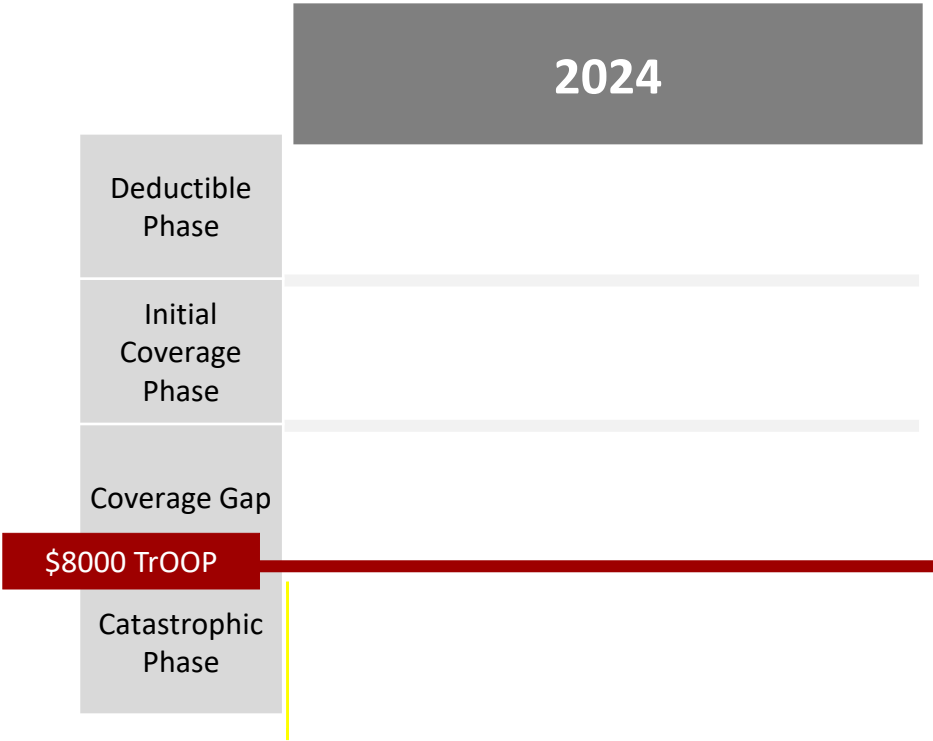 2024
Deductible
Phase
Initial
Coverage
Phase
Coverage Gap
$8000 TrOOP
Catastrophic
Phase